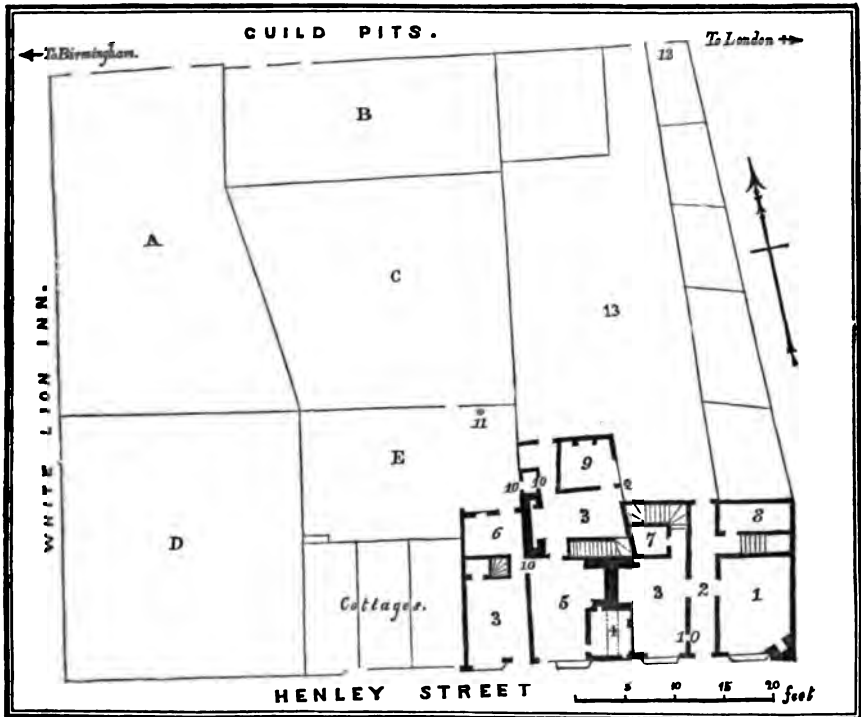 GUILD PITS.
To Birmingham.
To London
12
B
A
C
13
WHITE LION INN.
11
E
9
10
10
2
3
8
6
7
D
10
Cottages.
5
3
2
1
3
4
10
HENLEY STREET
5 10 15 20 feet